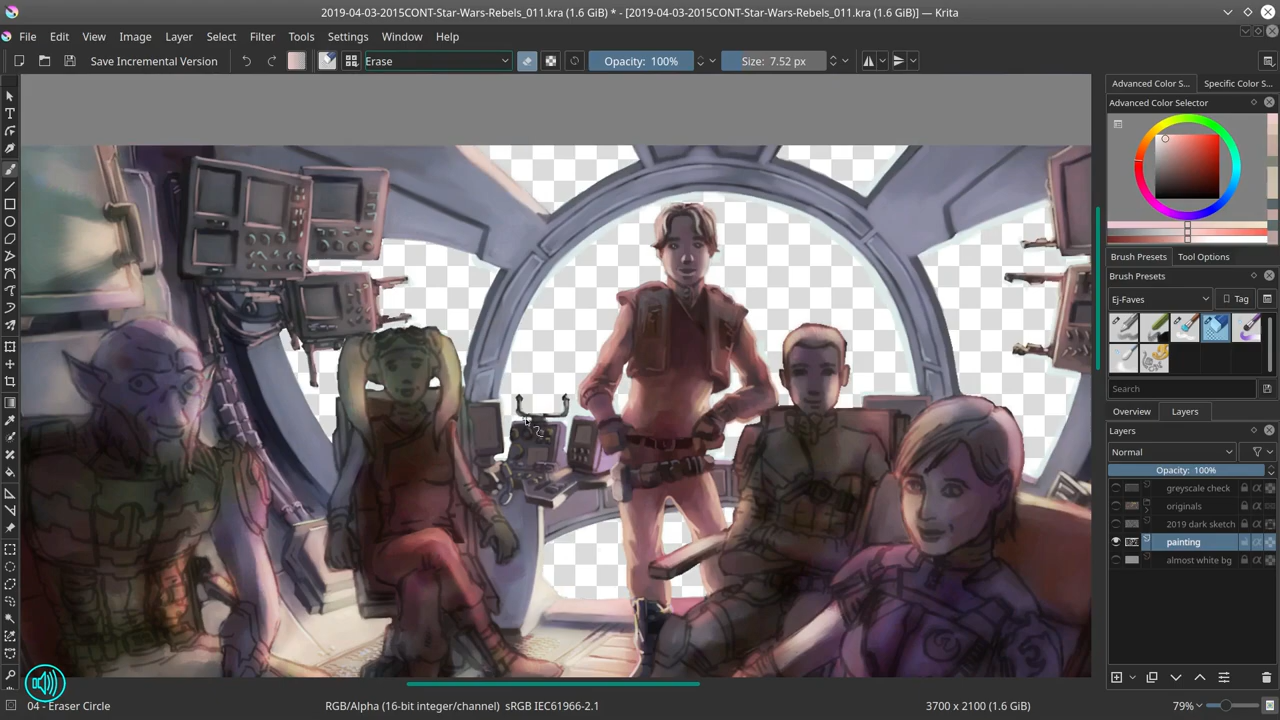 2019-04-03-2015CONT-Star-Wars-Rebels_011.kra (1.6 GiB) * - [2019-04-03-2015CONT-Star-Wars-Rebels_011.kra (1.6 GiB)] — Krita
File Edit View Image Layer Select Filter Tools Settings Window Help
Save Incremental Version Erase Opacity: 100% Size: 7.52 px
Advanced Color S... Specific Color S...
Advanced Color Selector
Brush Presets Tool Options
Brush Presets
Ej-Faves Tag
Search
Overview Layers
Layers
Normal
Opacity: 100%
greyscale check
originals
2019 dark sketch
painting
almost white bg
04 - Eraser Circle RGB/Alpha (16-bit integer/channel) sRGB IEC61966-2.1 3700 x 2100 (1.6 GiB) 79%